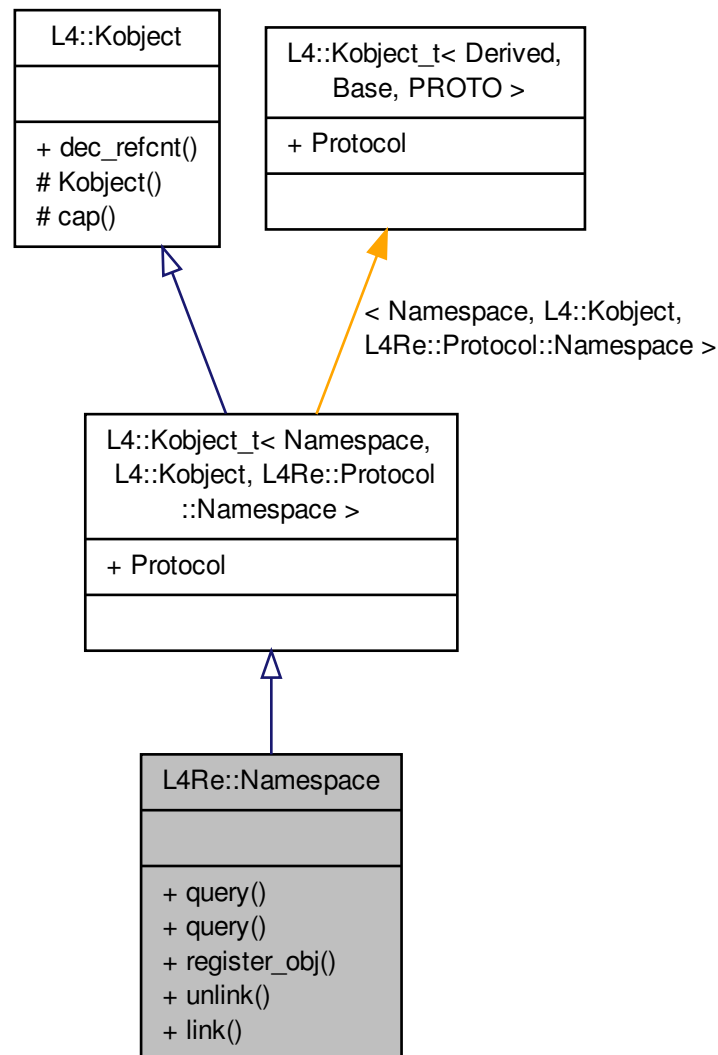 L4::Kobject
+ dec_refcnt()
# Kobject()
# cap()
L4::Kobject_t< Derived,
Base, PROTO >
+ Protocol
< Namespace, L4::Kobject,
L4Re::Protocol::Namespace >
L4::Kobject_t< Namespace,
L4::Kobject, L4Re::Protocol
::Namespace >
+ Protocol
L4Re::Namespace
+ query()
+ query()
+ register_obj()
+ unlink()
+ link()